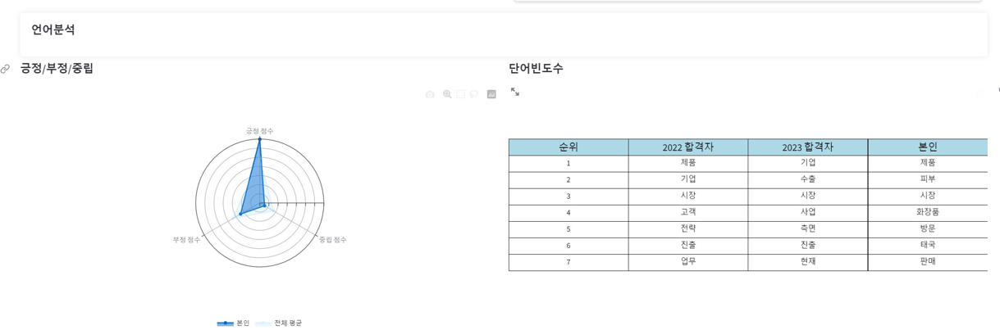 언어분석
긍정/부정/중립
긍정 점수
부정 점수
중립 점수
본인 전체 평균
단어빈도수
순위 2022 합격자 2023 합격자 본인
1 제품 기업 제품
2 기업 수출 피부
3 시장 시장 시장
4 고객 사업 화장품
5 전략 측면 방문
6 진출 진출 태국
7 업무 현재 판매